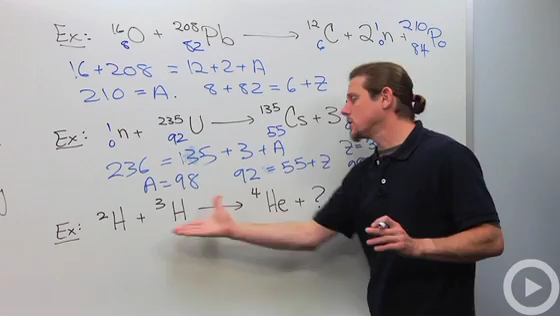 Ex: ¹⁶₈O + ²⁰⁸₈₂Pb ⟶ ¹²₆C + 2¹₀n + ²¹⁰₈₄Po
16+208 = 12+2+A
210 = A. 8+82 = 6+Z
Ex: ¹₀n + ²³⁵₉₂U ⟶ ¹³⁵₅₅Cs + 3
236 = 135+3+A
A=98 92=55+Z
Ex: ²H + ³H ⟶ ⁴He + ?